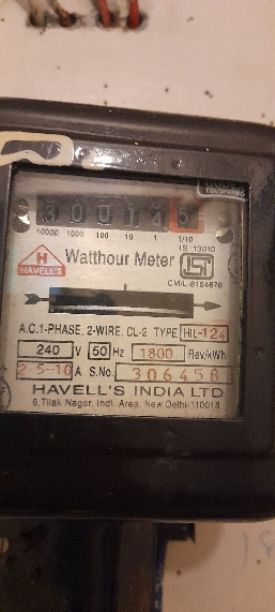 300145
10000 1000 100 10 1 1/10
IS 13010
Watthour Meter
HAVELL'S
CM/L-8164676
A.C.1-PHASE, 2-WIRE, CL-2 TYPE HIL-124
240 V 50 Hz 1800 Rev/kWh
2·5-10 A S.No. 306458
HAVELL'S INDIA LTD
6,Tilak Nagar, Indl. Area, New Delhi-110018